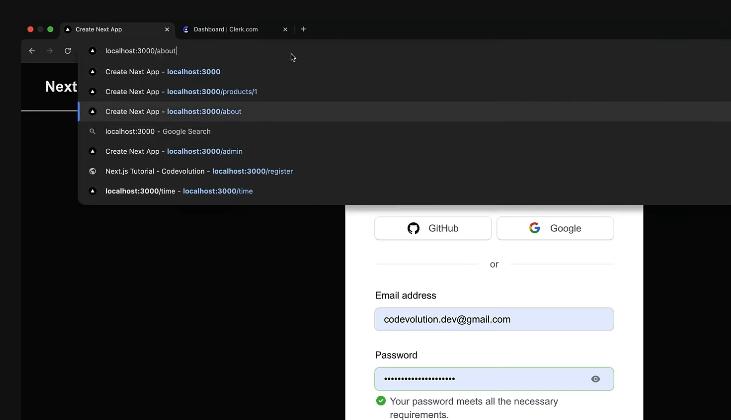 Create Next App
Dashboard | Clerk.com
localhost:3000/about
Next
Create Next App – localhost:3000
Create Next App – localhost:3000/products/1
Create Next App – localhost:3000/about
localhost:3000 – Google Search
Create Next App – localhost:3000/admin
Next.js Tutorial - Codevolution – localhost:3000/register
localhost:3000/time – localhost:3000/time
GitHub
Google
or
Email address
codevolution.dev@gmail.com
Password
•••••••••••••••••••••
Your password meets all the necessary
requirements.